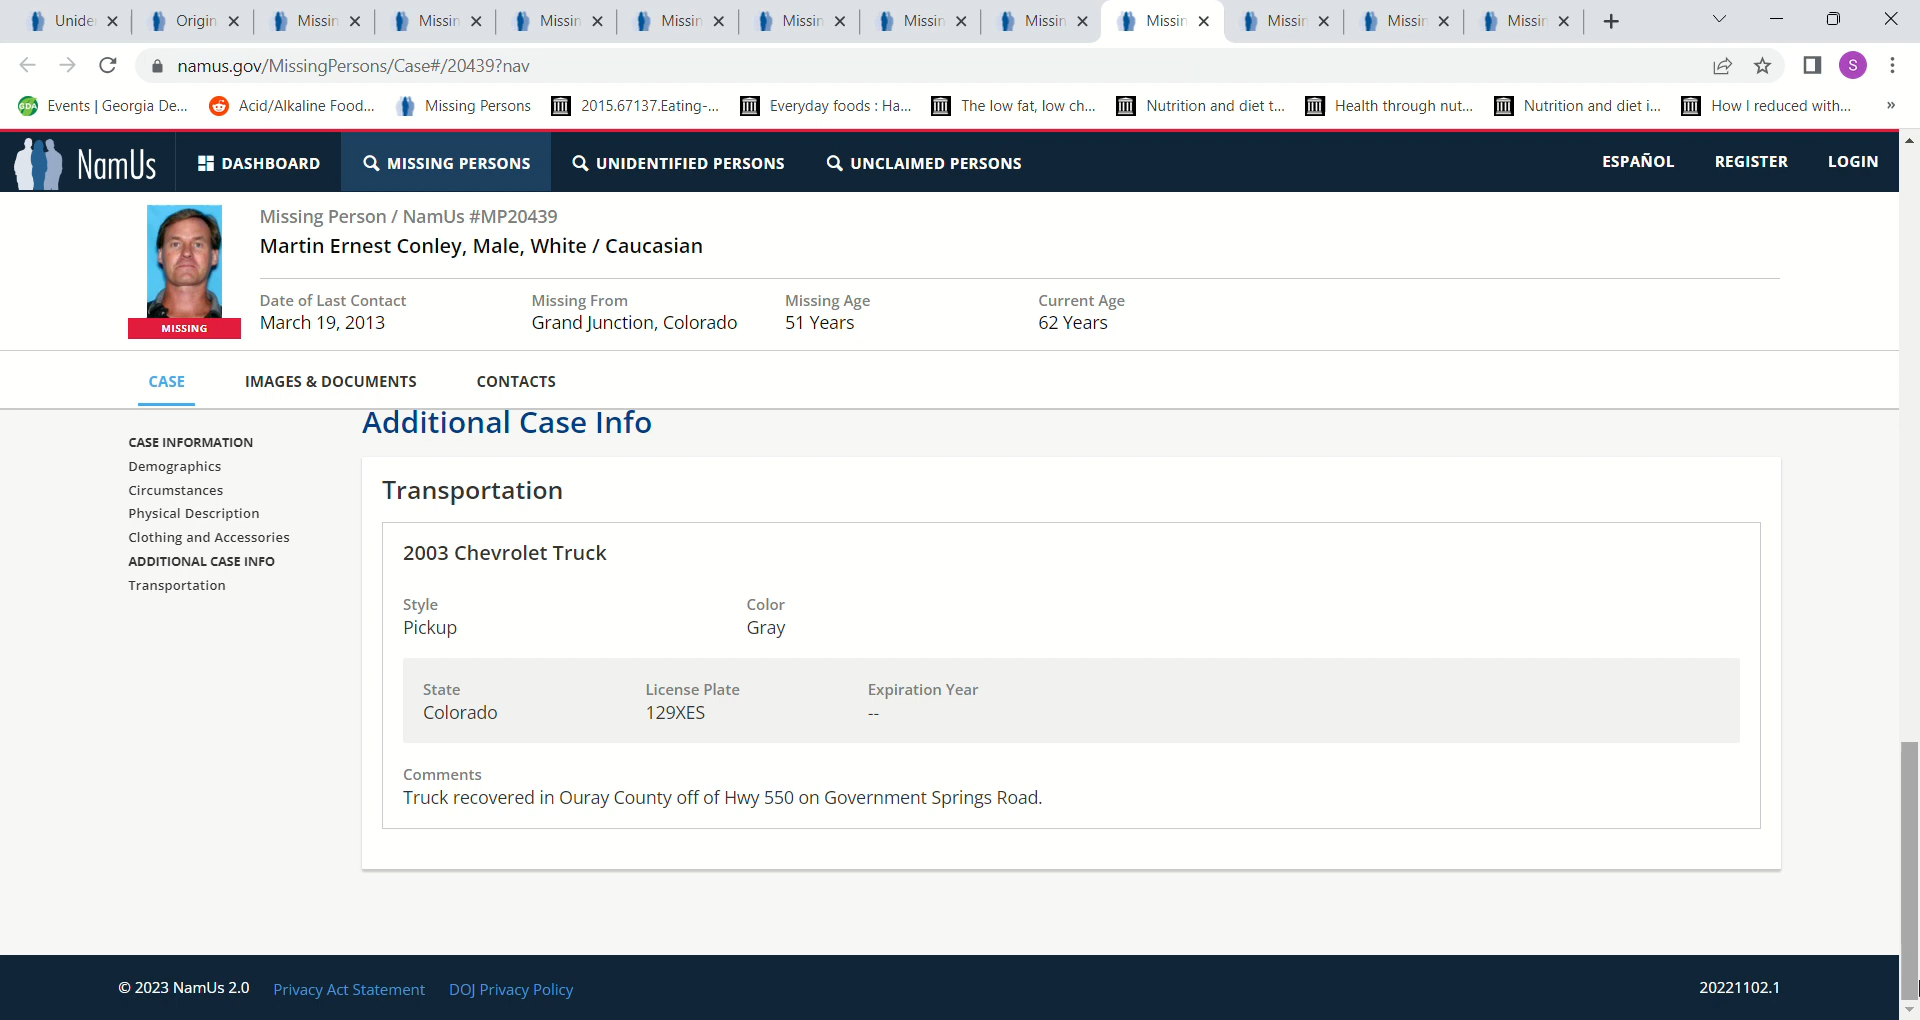 Unide Origin Missin Missin Missin Missin Missin Missin Missin Missin Missin Missin Missin
namus.gov/MissingPersons/Case#/20439?nav
S
GDA Events | Georgia De... Acid/Alkaline Food... Missing Persons 2015.67137.Eating-... Everyday foods : Ha... The low fat, low ch... Nutrition and diet t... Health through nut... Nutrition and diet i... How I reduced with... »
NamUs DASHBOARD MISSING PERSONS UNIDENTIFIED PERSONS UNCLAIMED PERSONS ESPAÑOL REGISTER LOGIN
Missing Person / NamUs #MP20439
Martin Ernest Conley, Male, White / Caucasian
Date of Last Contact Missing From Missing Age Current Age
March 19, 2013 Grand Junction, Colorado 51 Years 62 Years
MISSING
CASE IMAGES & DOCUMENTS CONTACTS
Additional Case Info
CASE INFORMATION
Demographics
Circumstances
Physical Description
Clothing and Accessories
ADDITIONAL CASE INFO
Transportation
Transportation
2003 Chevrolet Truck
Style Color
Pickup Gray
State License Plate Expiration Year
Colorado 129XES --
Comments
Truck recovered in Ouray County off of Hwy 550 on Government Springs Road.
© 2023 NamUs 2.0 Privacy Act Statement DOJ Privacy Policy 20221102.1